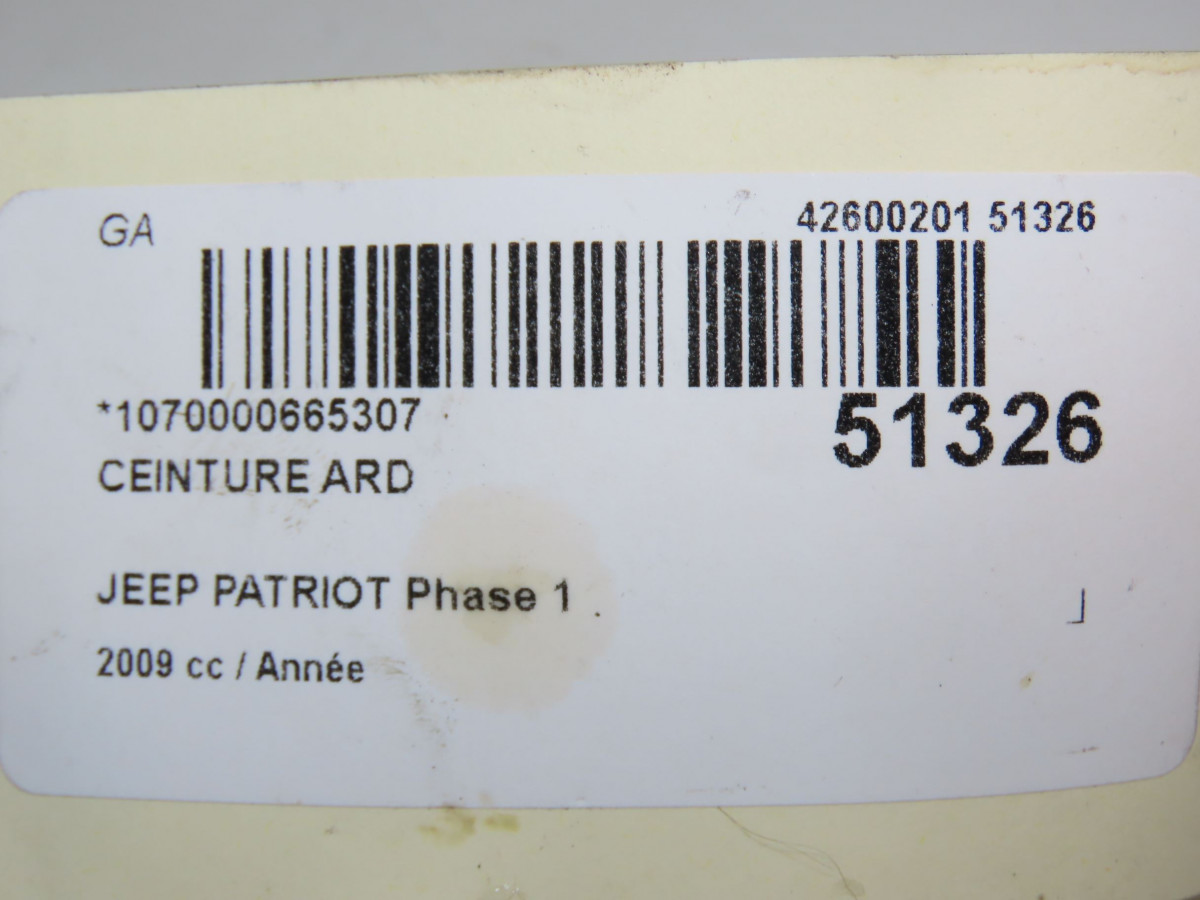 GA
42600201 51326
*1070000665307
51326
CEINTURE ARD
JEEP PATRIOT Phase 1
2009 cc / Année